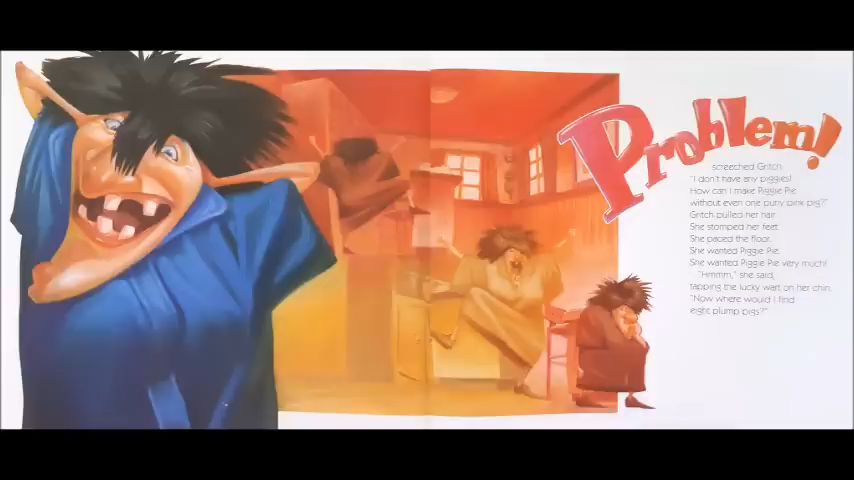 Problem!
screeched Gritch.
"I don't have any piggies!
How can I make Piggie Pie
without even one puny pink pig?"
Gritch pulled her hair.
She stomped her feet.
She paced the floor.
She wanted Piggie Pie.
She wanted Piggie Pie very much!
"Hmmm," she said,
tapping the lucky wart on her chin.
"Now where would I find
eight plump pigs?"